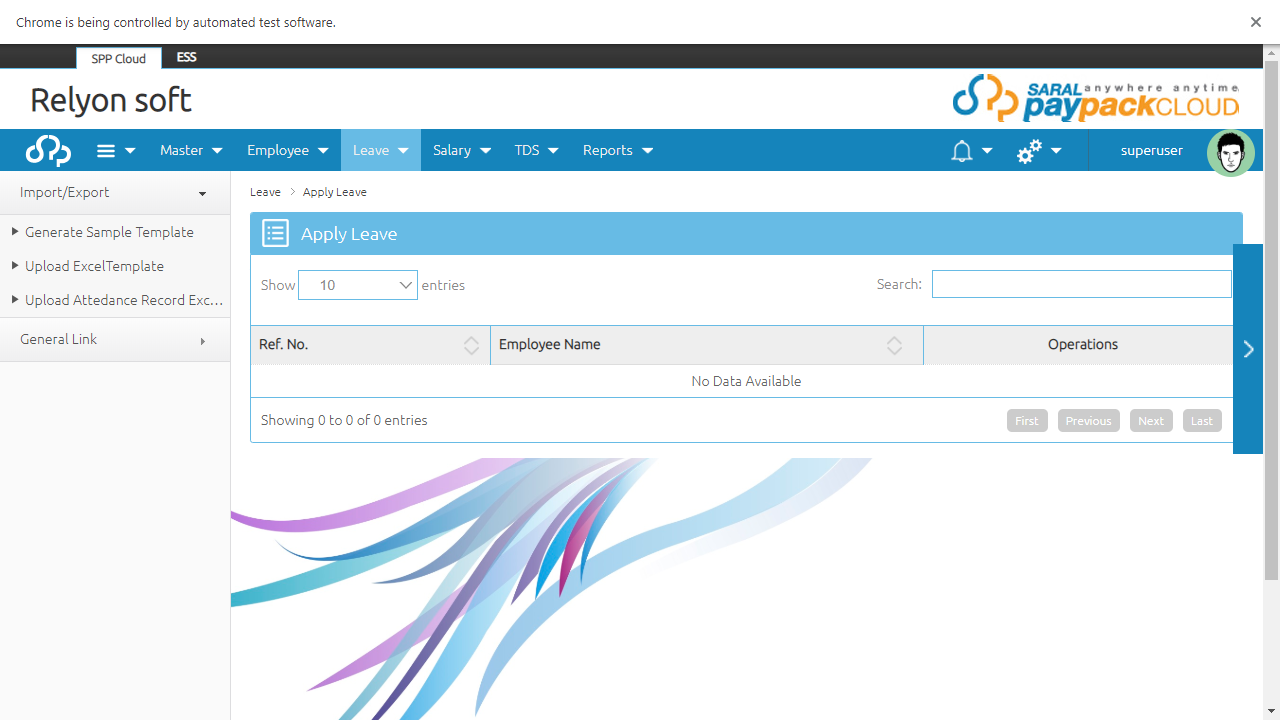 Chrome is being controlled by automated test software.
SPP Cloud ESS
Relyon soft
SARAL anywhere anytime
paypackCLOUD
Master Employee Leave Salary TDS Reports superuser
Import/Export
Generate Sample Template
Upload ExcelTemplate
Upload Attedance Record Exc...
General Link
Leave Apply Leave
Apply Leave
Show 10 entries Search:
Ref. No. Employee Name Operations
No Data Available
Showing 0 to 0 of 0 entries First Previous Next Last